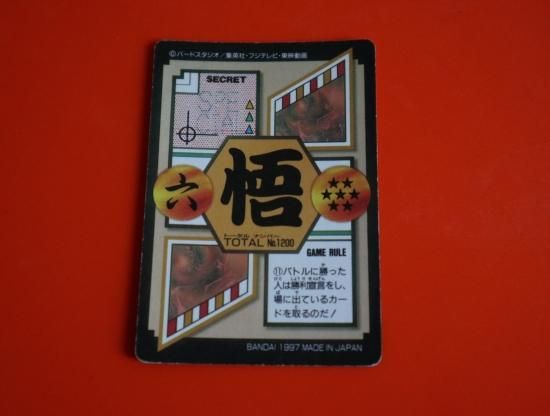 ©バードスタジオ／集英社・フジテレビ・東映動画
SECRET
SPE
CIAL
六
悟
トータル ナンバー
TOTAL No.1200
GAME RULE
⑪バトルに勝った
人は勝利宣言をし、
場に出ているカー
ドを取るのだ!
BANDAI 1997 MADE IN JAPAN